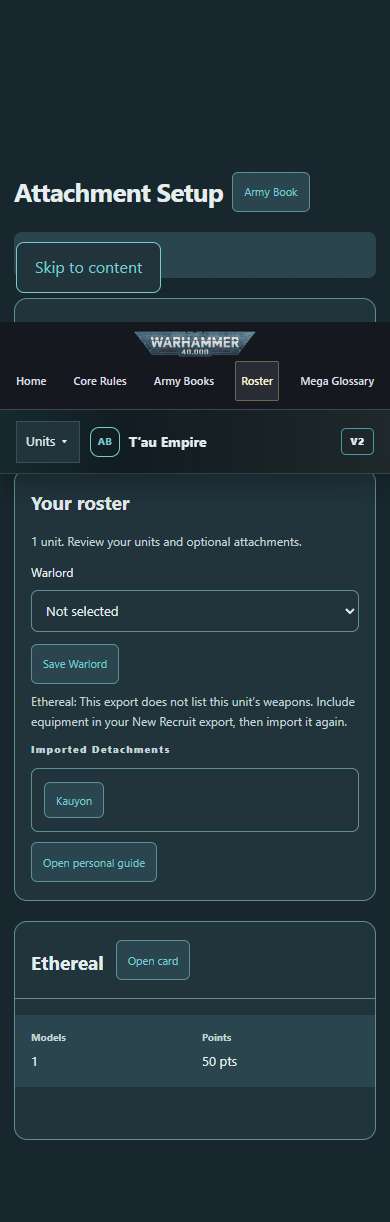 Attachment Setup
Army Book
Skip to content
WARHAMMER
40,000
Home
Core Rules
Army Books
Roster
Mega Glossary
Units
AB
T'au Empire
V2
Your roster
1 unit. Review your units and optional attachments.
Warlord
Not selected
Save Warlord
Ethereal: This export does not list this unit's weapons. Include
equipment in your New Recruit export, then import it again.
Imported Detachments
Kauyon
Open personal guide
Ethereal
Open card
Models
Points
1
50 pts